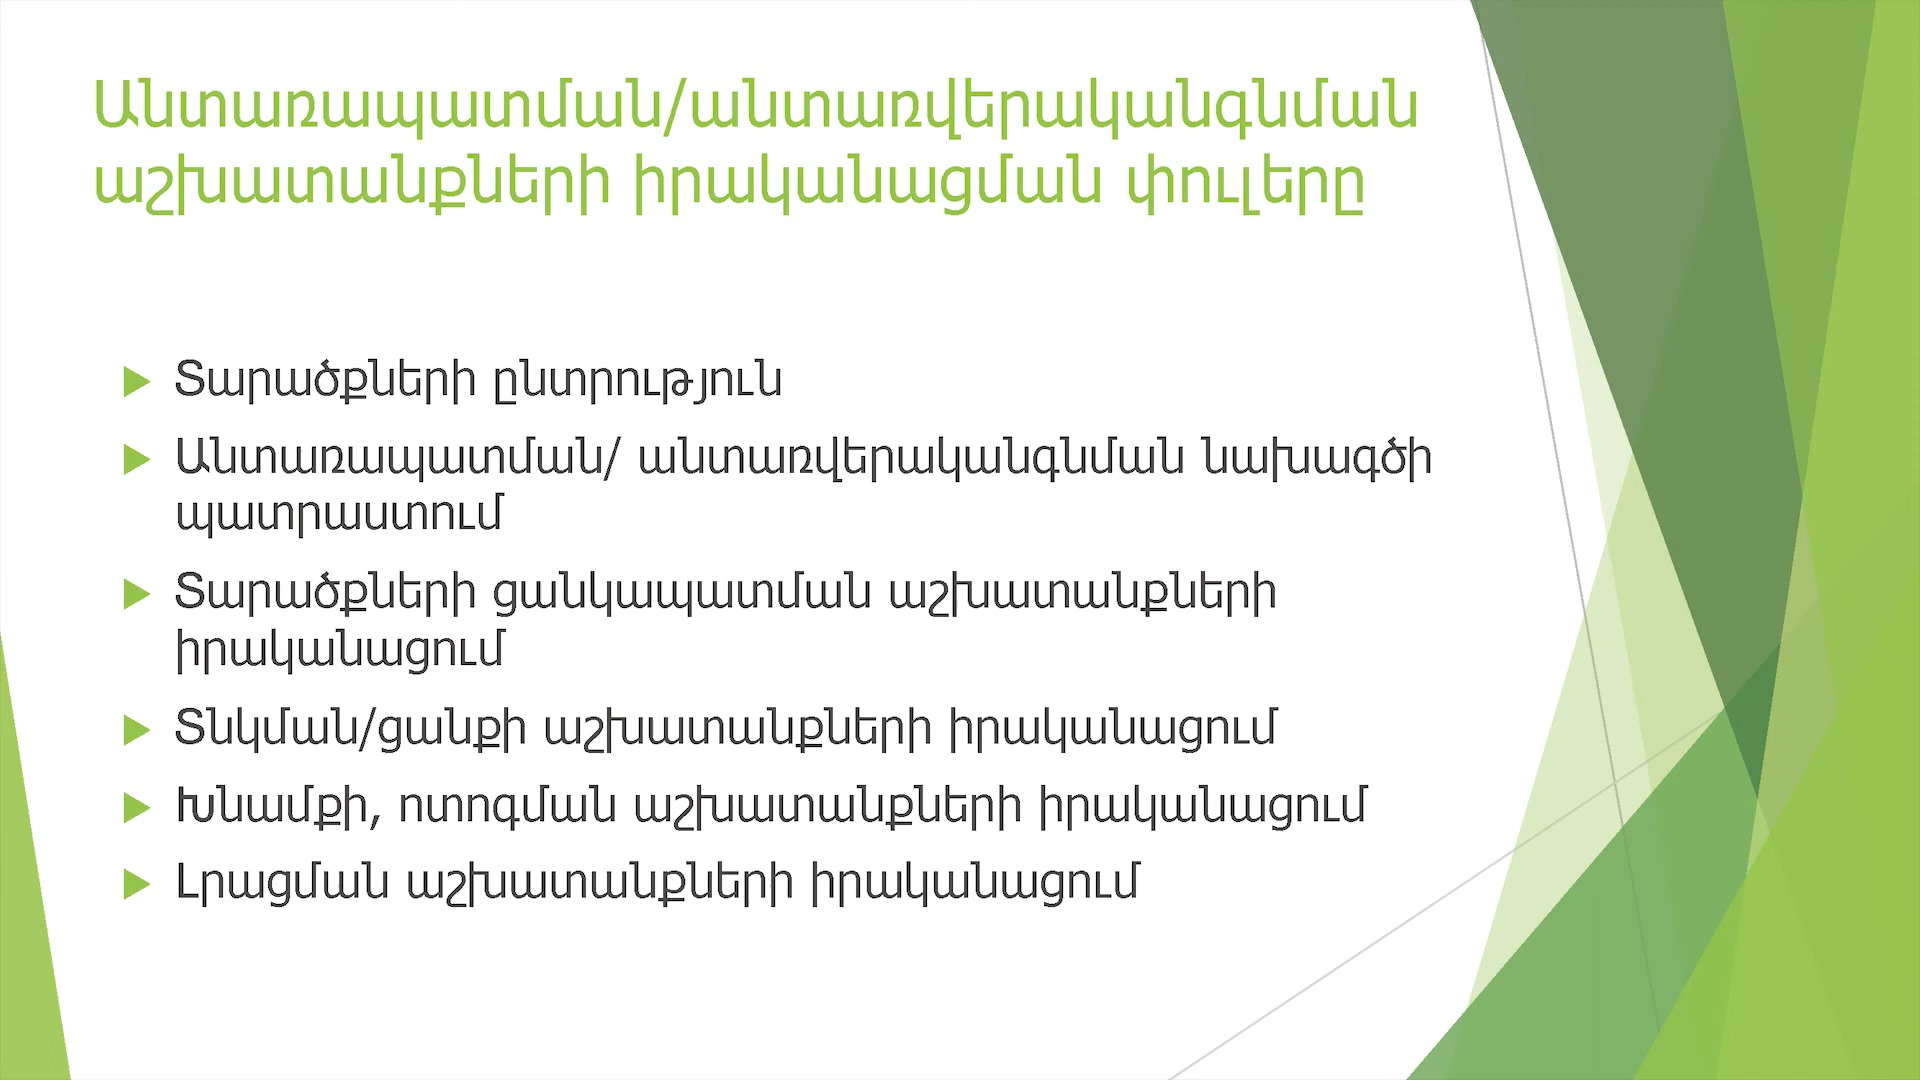 Անտառապատման/անտառվերականգնման
աշխատանքների իրականացման փուլերը
Տարածքների ընտրություն
Անտառապատման/ անտառվերականգնման նախագծի
պատրաստում
Տարածքների ցանկապատման աշխատանքների
իրականացում
Տնկման/ցանքի աշխատանքների իրականացում
Խնամքի, ոտոգման աշխատանքների իրականացում
Լրացման աշխատանքների իրականացում